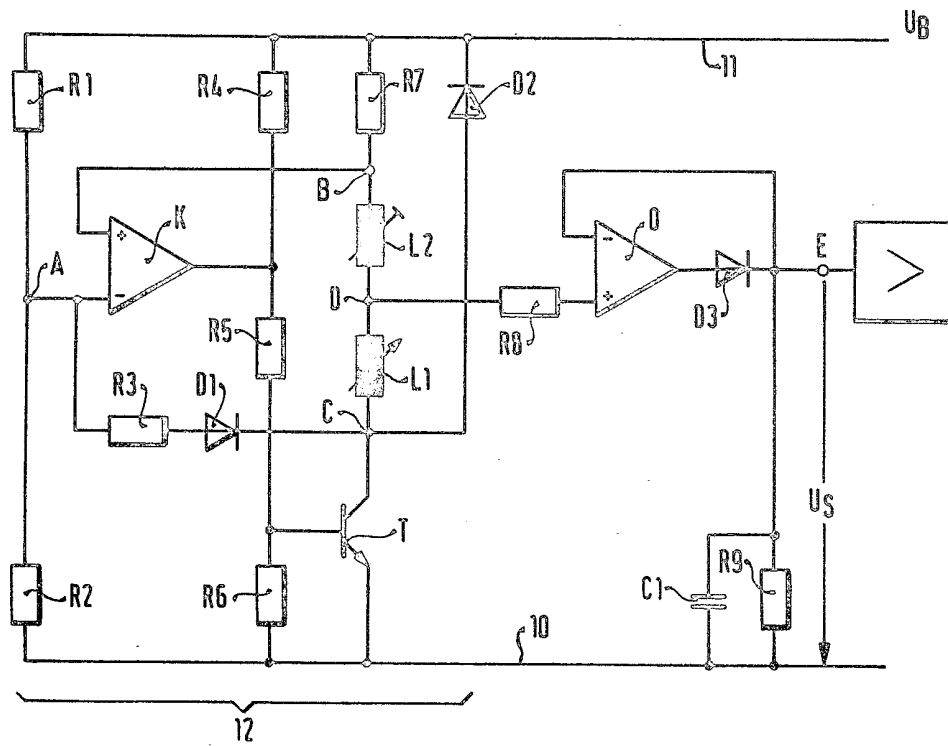 U_B
11
R1
R4
R7
D2
B
K
+
-
A
L2
O
-
+
E
D
D3
R8
R5
L1
R3
D1
C
U_S
T
R2
R6
C1
R9
10
12